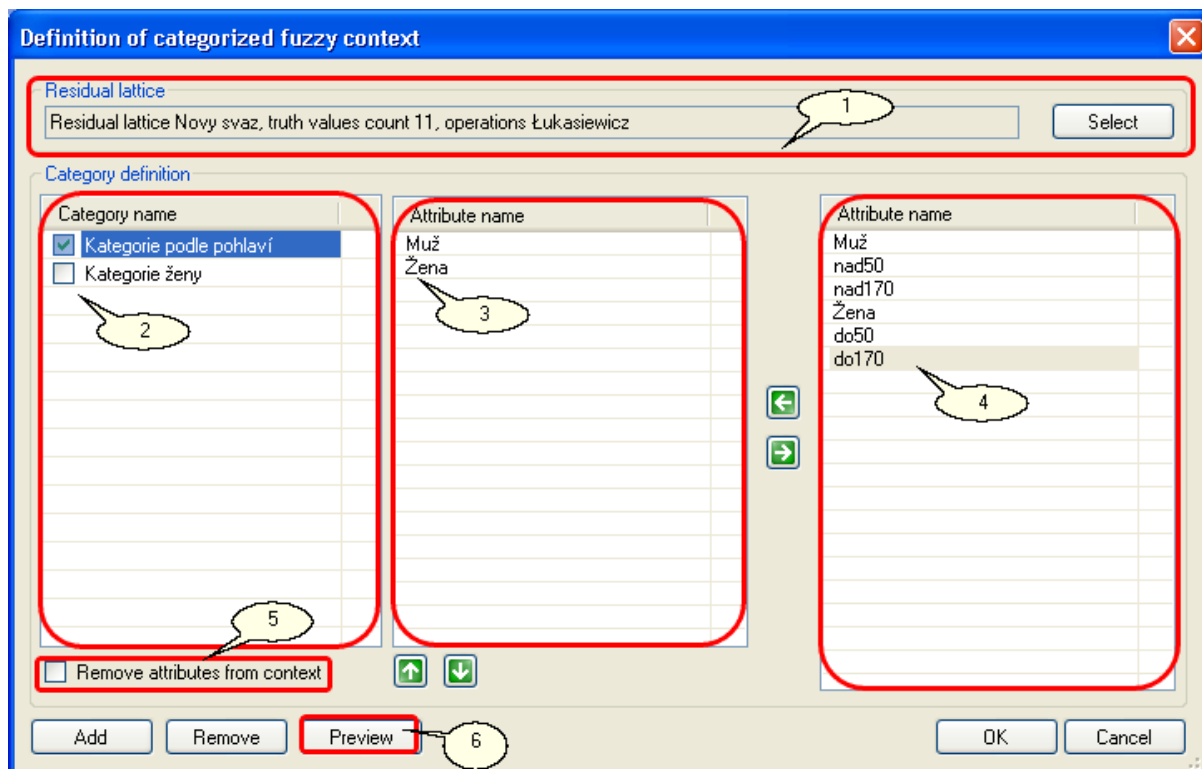 Definition of categorized fuzzy context
Residual lattice
1
Residual lattice Novy svaz, truth values count 11, operations Łukasiewicz
Select
Category definition
Category name
Attribute name
Attribute name
Kategorie podle pohlaví
Muž
Muž
Kategorie ženy
Žena
nad50
nad170
2
3
Žena
do50
do170
4
5
Remove attributes from context
Add
Remove
Preview
6
OK
Cancel